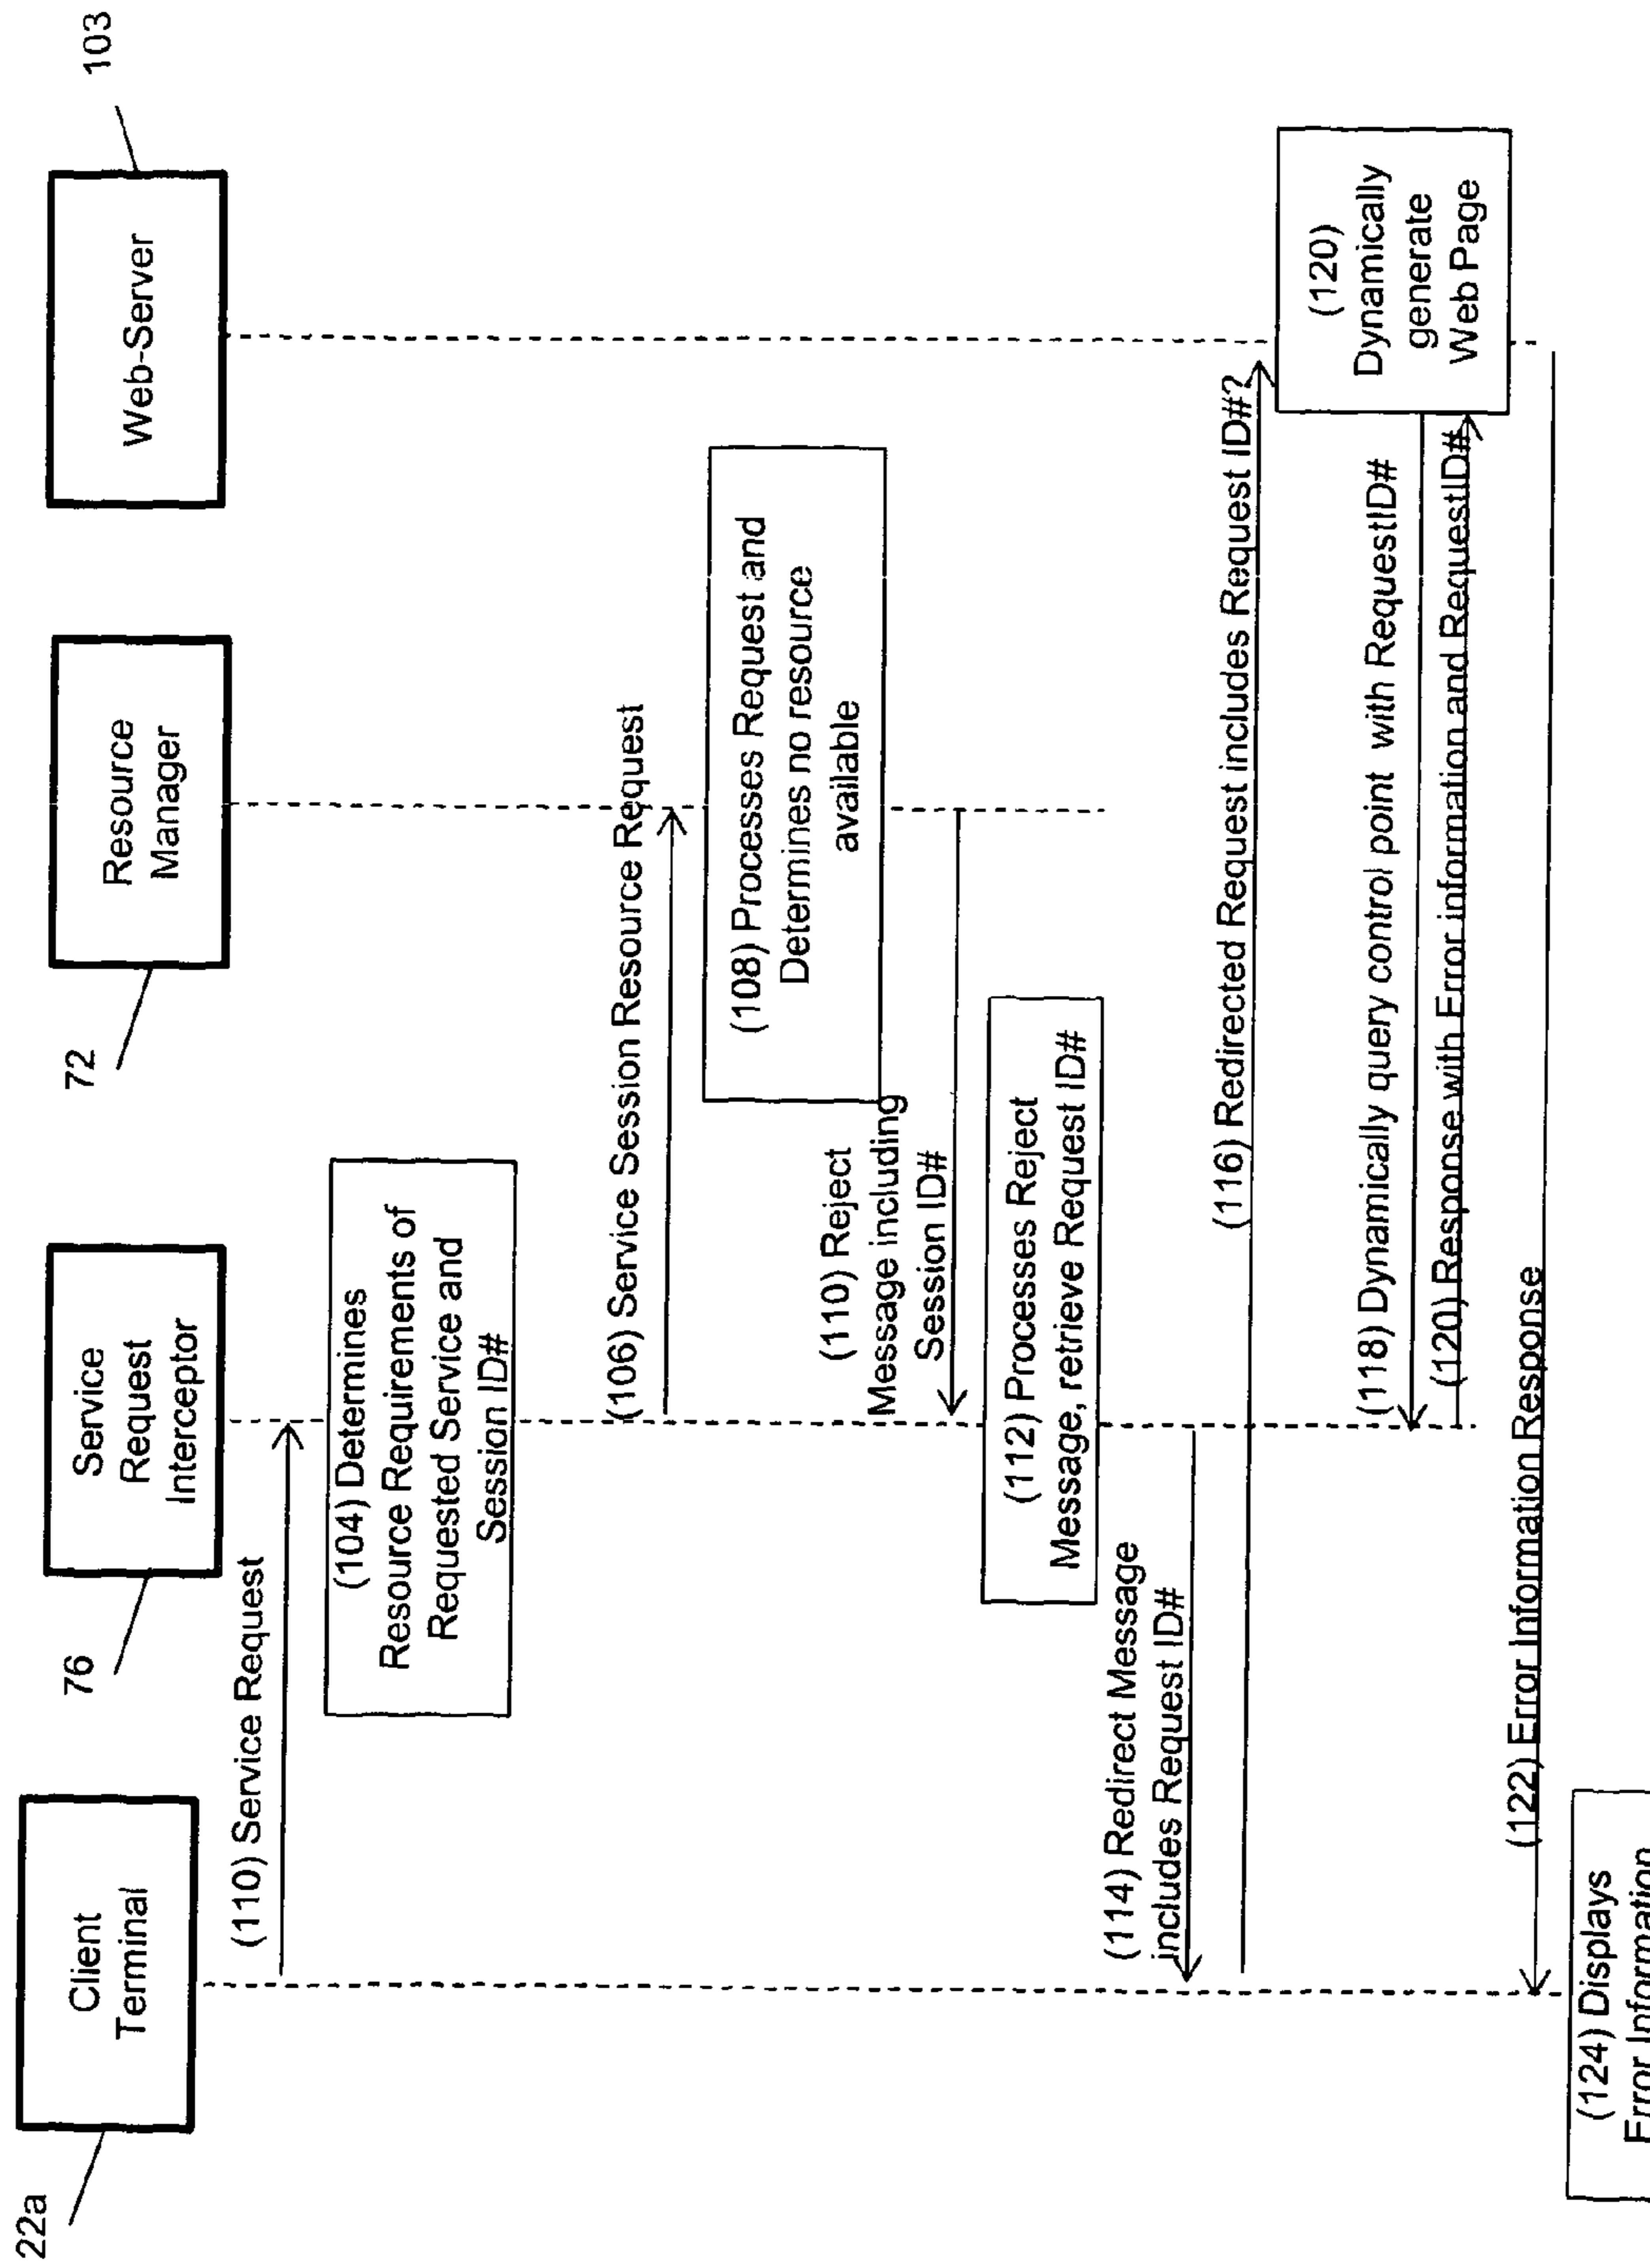 22a
Client
Terminal
76
Service
Request
Interceptor
72
Resource
Manager
103
Web-Server
(110) Service Request
(104) Determines
Resource Requirements of
Requested Service and
Session ID#
(106) Service Session Resource Request
(108) Processes Request and
Determines no resource
available
(110) Reject
Message including
Session ID#
(112) Processes Reject
Message, retrieve Request ID#
(114) Redirect Message
includes Request ID#
(116) Redirected Request includes Request ID#?
(120)
Dynamically
generate
Web Page
(118) Dynamically query control point with RequestID#
(120) Response with Error information and RequestID#
(122) Error Information Response
(124) Displays
Error Information